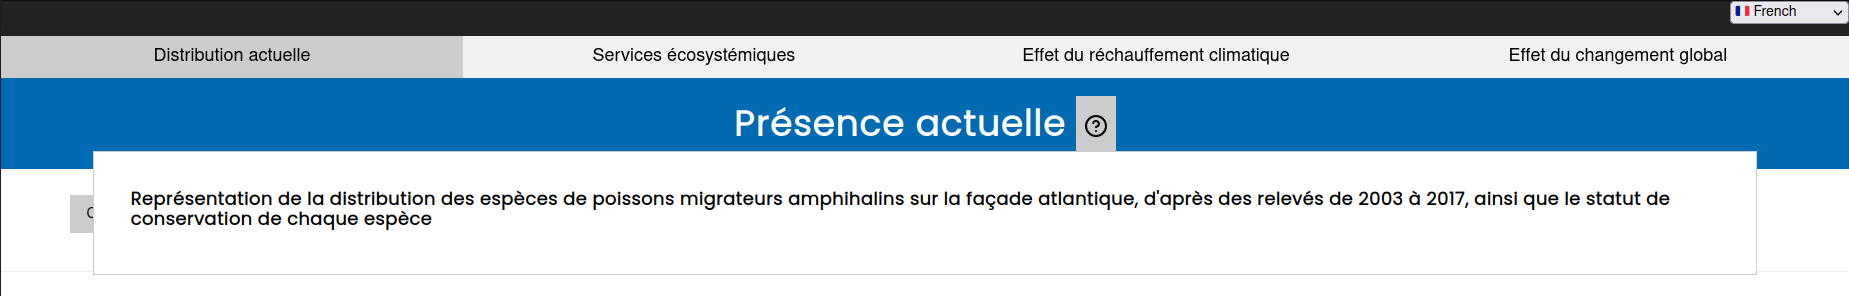 French
Distribution actuelle
Services écosystémiques
Effet du réchauffement climatique
Effet du changement global
Présence actuelle
Représentation de la distribution des espèces de poissons migrateurs amphihalins sur la façade atlantique, d'après des relevés de 2003 à 2017, ainsi que le statut de
conservation de chaque espèce